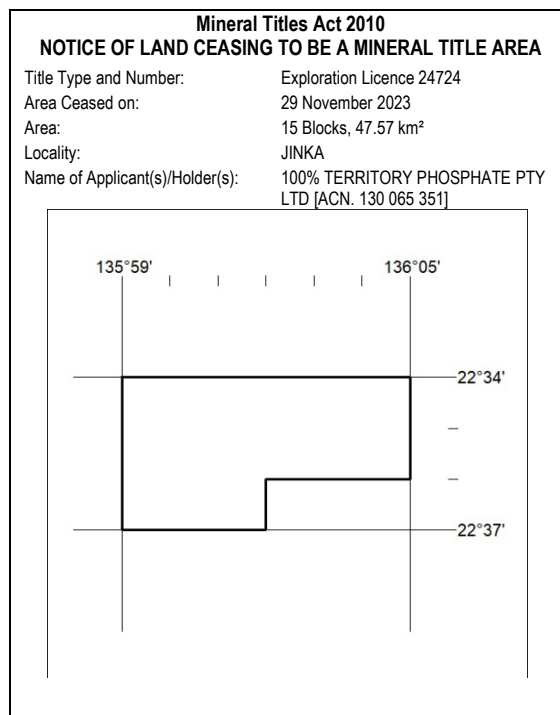 Mineral Titles Act 2010
NOTICE OF LAND CEASING TO BE A MINERAL TITLE AREA
Title Type and Number: Exploration Licence 24724
Area Ceased on: 29 November 2023
Area: 15 Blocks, 47.57 km²
Locality: JINKA
Name of Applicant(s)/Holder(s): 100% TERRITORY PHOSPHATE PTY
LTD [ACN. 130 065 351]
135°59' 136°05'
22°34'
22°37'